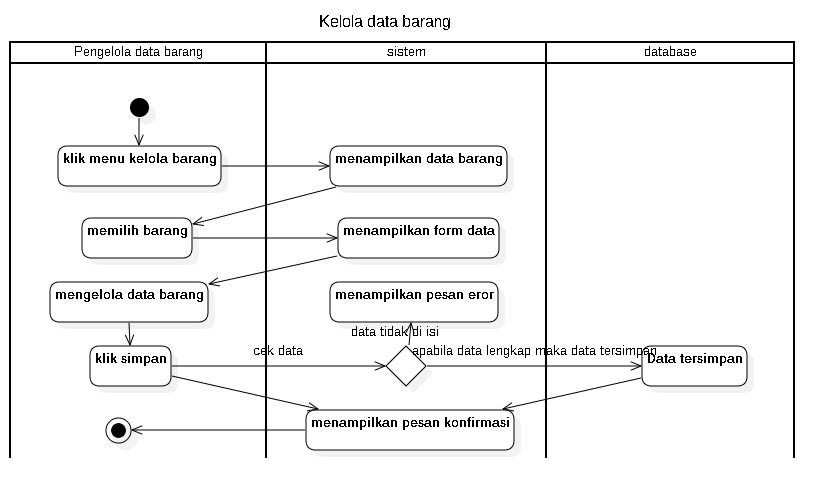 Kelola data barang
Pengelola data barang
sistem
database
klik menu kelola barang
menampilkan data barang
memilih barang
menampilkan form data
mengelola data barang
menampilkan pesan eror
data tidak di isi
cek data
apabila data lengkap maka data tersimpan
klik simpan
Data tersimpan
menampilkan pesan konfirmasi